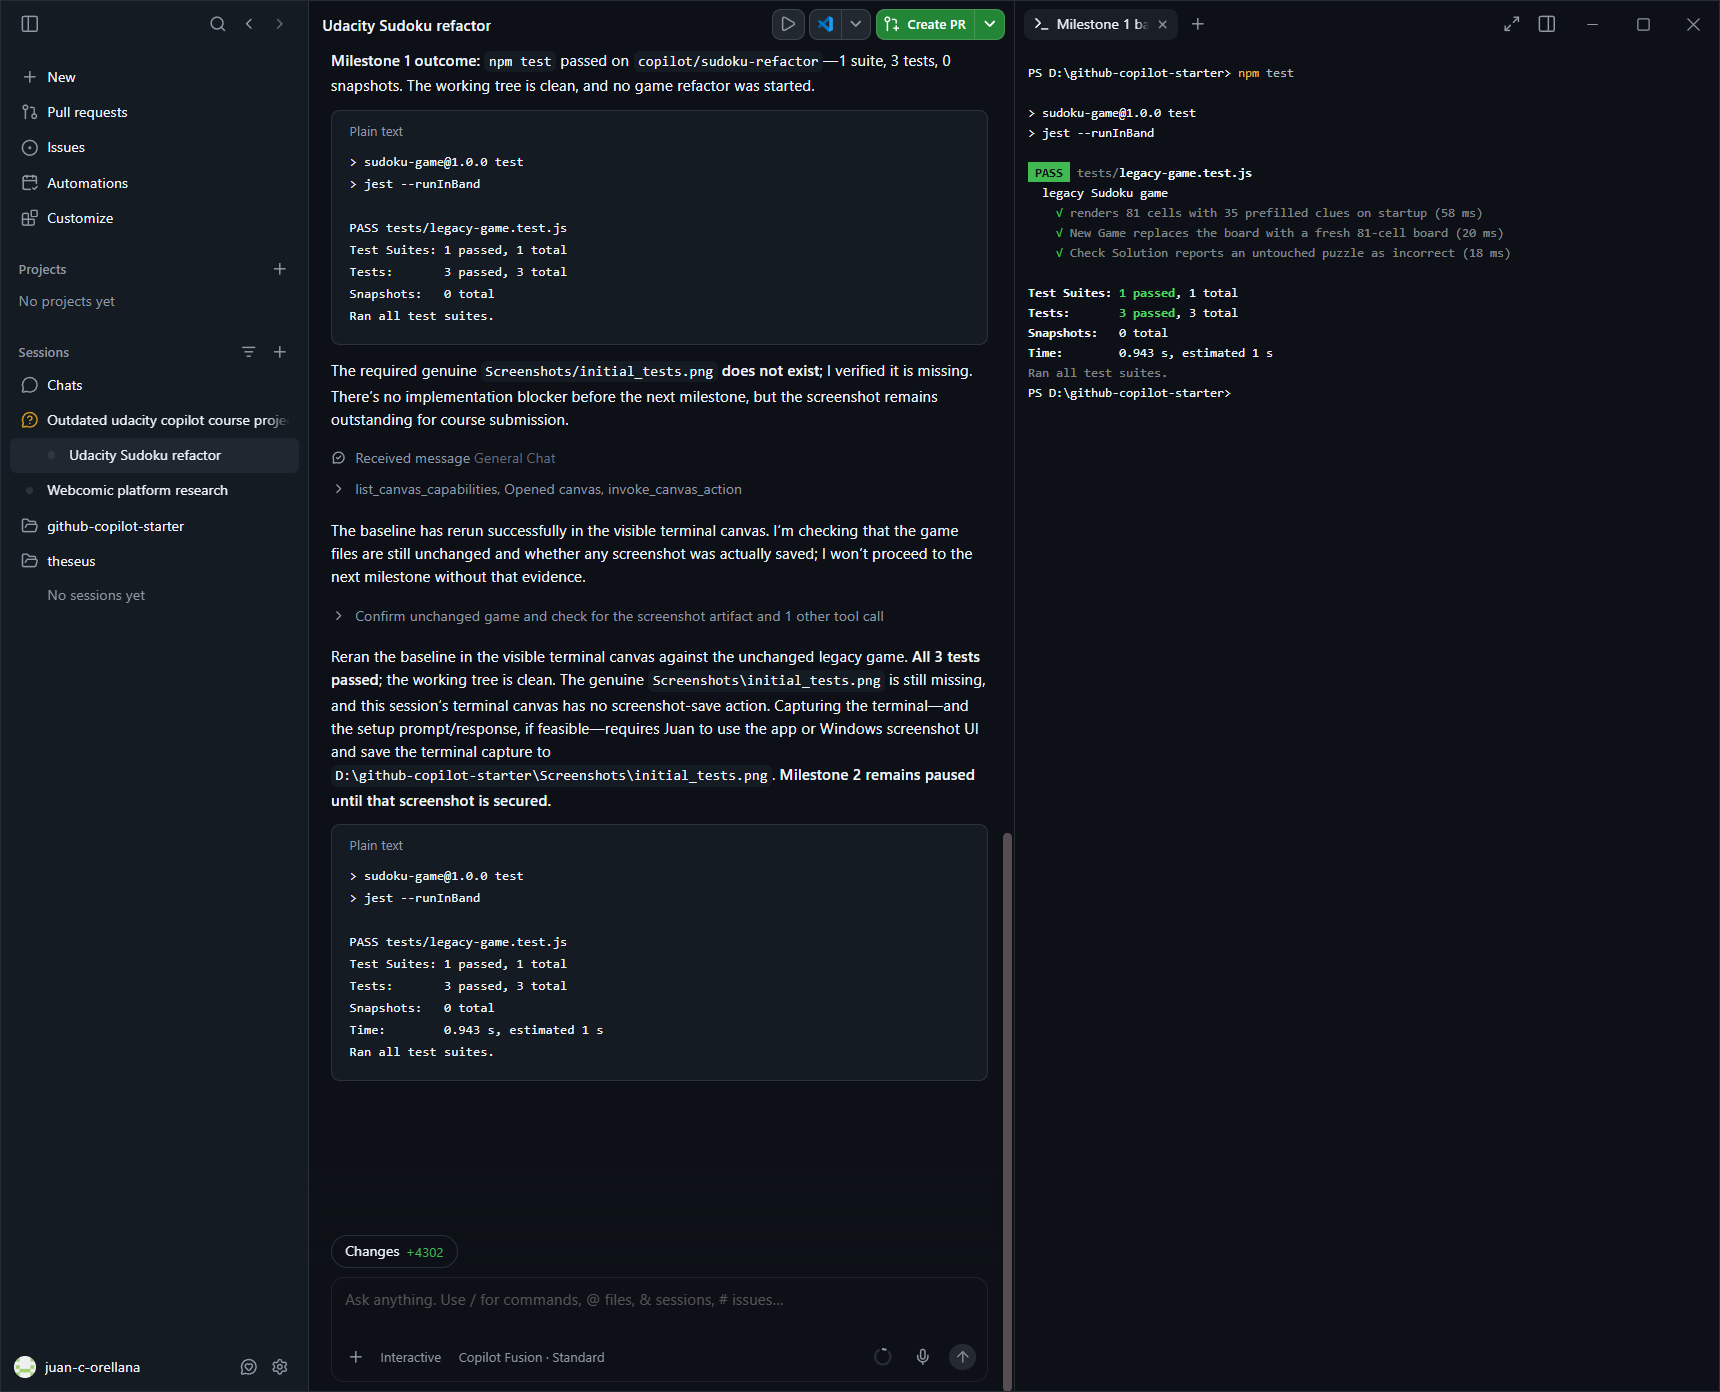 New
Pull requests
Issues
Automations
Customize
Projects
No projects yet
Sessions
Chats
Outdated udacity copilot course proje
Udacity Sudoku refactor
Webcomic platform research
github-copilot-starter
theseus
No sessions yet
juan-c-orellana
Udacity Sudoku refactor
Create PR
Milestone 1 outcome: npm test passed on copilot/sudoku-refactor—1 suite, 3 tests, 0
snapshots. The working tree is clean, and no game refactor was started.
Plain text
> sudoku-game@1.0.0 test
> jest --runInBand
PASS tests/legacy-game.test.js
Test Suites: 1 passed, 1 total
Tests: 3 passed, 3 total
Snapshots: 0 total
Ran all test suites.
The required genuine Screenshots/initial_tests.png does not exist; I verified it is missing.
There's no implementation blocker before the next milestone, but the screenshot remains
outstanding for course submission.
Received message General Chat
list_canvas_capabilities, Opened canvas, invoke_canvas_action
The baseline has rerun successfully in the visible terminal canvas. I'm checking that the game
files are still unchanged and whether any screenshot was actually saved; I won't proceed to the
next milestone without that evidence.
Confirm unchanged game and check for the screenshot artifact and 1 other tool call
Reran the baseline in the visible terminal canvas against the unchanged legacy game. All 3 tests
passed; the working tree is clean. The genuine Screenshots\initial_tests.png is still missing,
and this session's terminal canvas has no screenshot-save action. Capturing the terminal—and
the setup prompt/response, if feasible—requires Juan to use the app or Windows screenshot UI
and save the terminal capture to
D:\github-copilot-starter\Screenshots\initial_tests.png. Milestone 2 remains paused
until that screenshot is secured.
Plain text
> sudoku-game@1.0.0 test
> jest --runInBand
PASS tests/legacy-game.test.js
Test Suites: 1 passed, 1 total
Tests: 3 passed, 3 total
Snapshots: 0 total
Time: 0.943 s, estimated 1 s
Ran all test suites.
Changes +4302
Ask anything. Use / for commands, @ files, & sessions, # issues...
Interactive Copilot Fusion · Standard
Milestone 1 ba
PS D:\github-copilot-starter> npm test
> sudoku-game@1.0.0 test
> jest --runInBand
PASS tests/legacy-game.test.js
legacy Sudoku game
√ renders 81 cells with 35 prefilled clues on startup (58 ms)
√ New Game replaces the board with a fresh 81-cell board (20 ms)
√ Check Solution reports an untouched puzzle as incorrect (18 ms)
Test Suites: 1 passed, 1 total
Tests: 3 passed, 3 total
Snapshots: 0 total
Time: 0.943 s, estimated 1 s
Ran all test suites.
PS D:\github-copilot-starter>